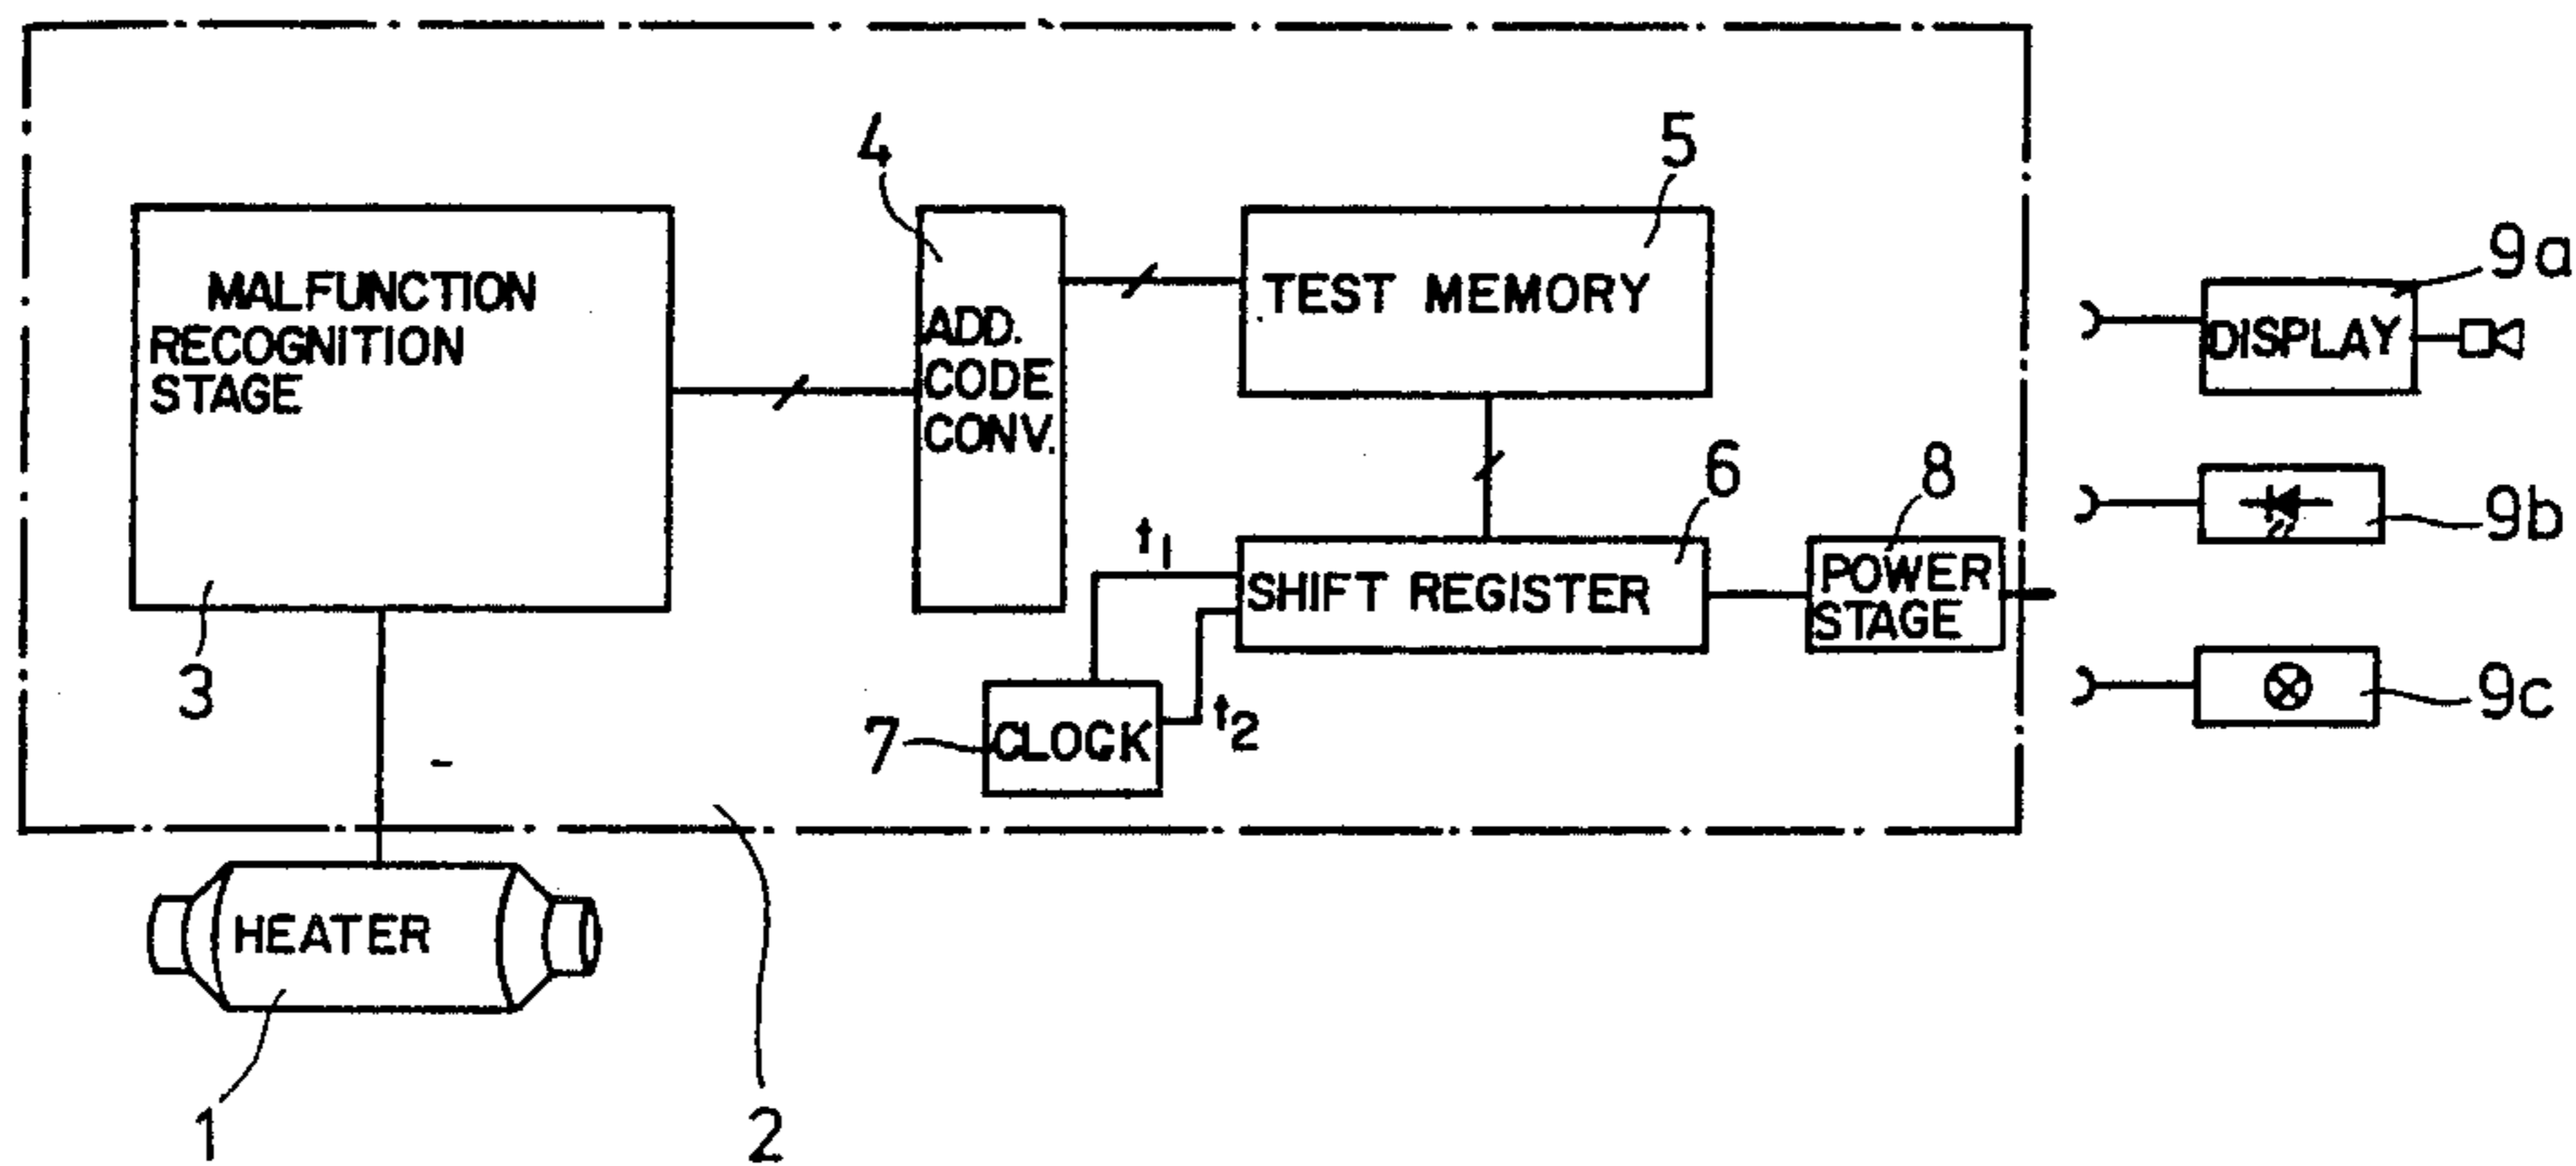 4
5
MALFUNCTION
RECOGNITION
STAGE
ADD.
CODE
CONV.
TEST MEMORY
9a
DISPLAY
6
8
9b
t1
SHIFT REGISTER
POWER
STAGE
3
7
CLOCK
t2
9c
HEATER
1
2